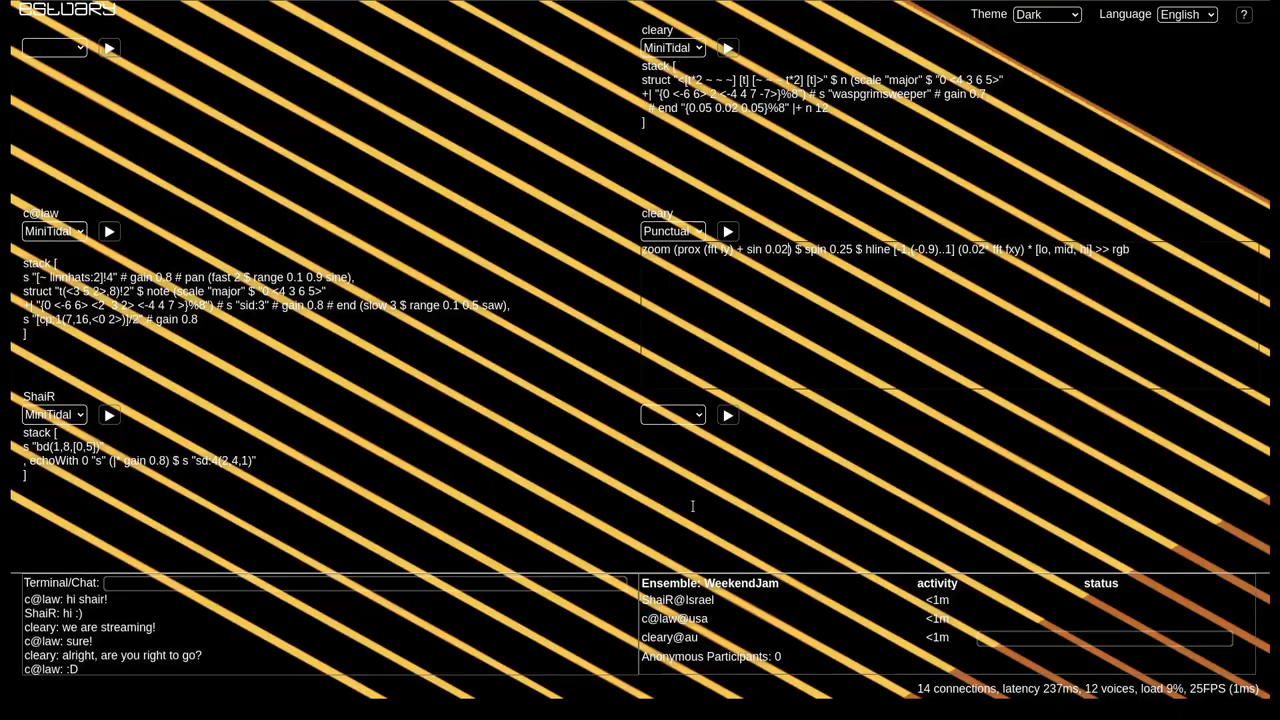 estuary
Theme Dark Language English ?
cleary
MiniTidal
stack [
struct "<[t*2 ~ ~ ~] [t] [~ ~ ~ t*2] [t]>" $ n (scale "major" $ "0 <4 3 6 5>"
+| "{0 <-6 6> 2 <-4 4 7 -7>}%8") # s "waspgrimsweeper" # gain 0.7
# end "{0.05 0.02 0.05}%8" |+ n 12
]
c@law
MiniTidal
stack [
s "[~ linnhats:2]!4" # gain 0.8 # pan (fast 2 $ range 0.1 0.9 sine),
struct "t(<3 5 2>,8)!2" $ note (scale "major" $ "0 <4 3 6 5>"
+| "{0 <-6 6> <2 3 2> <-4 4 7 >}%8") # s "sid:3" # gain 0.8 # end (slow 3 $ range 0.1 0.5 saw),
s "[cp:1(7,16,<0 2>)]/2" # gain 0.8
]
cleary
Punctual
zoom (prox (fft fy) + sin 0.02) $ spin 0.25 $ hline [-1,(-0.9)..1] (0.02* fft fxy) * [lo, mid, hi] >> rgb
ShaiR
MiniTidal
stack [
s "bd(1,8,[0,5])"
, echoWith 0 "s" (|* gain 0.8) $ s "sd:4(2,4,1)"
]
Terminal/Chat:
c@law: hi shair!
ShaiR: hi :)
cleary: we are streaming!
c@law: sure!
cleary: alright, are you right to go?
c@law: :D
Ensemble: WeekendJam activity status
ShaiR@Israel <1m
c@law@usa <1m
cleary@au <1m
Anonymous Participants: 0
14 connections, latency 237ms, 12 voices, load 9%, 25FPS (1ms)